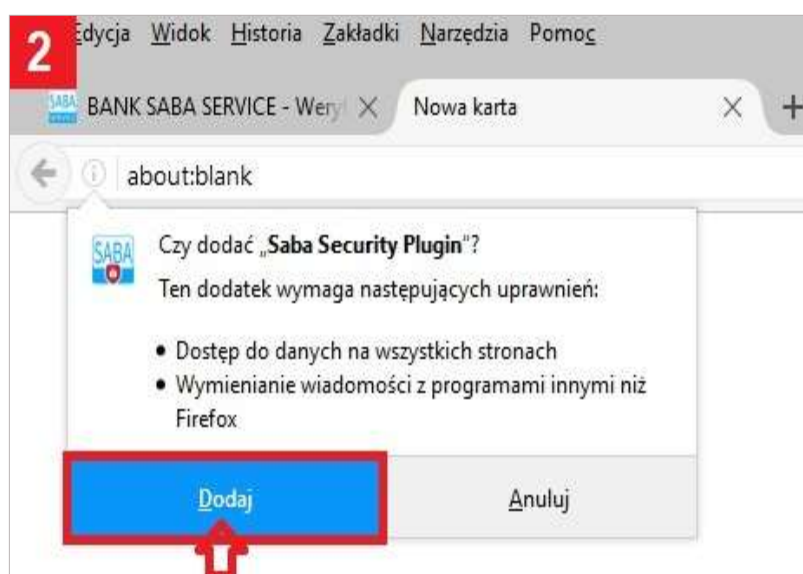 2
Edycja Widok Historia Zakładki Narzędzia Pomoc
SABA BANK SABA SERVICE - Wery
Nowa karta
about:blank
SABA
Czy dodać „Saba Security Plugin”?
Ten dodatek wymaga następujących uprawnień:
• Dostęp do danych na wszystkich stronach
• Wymienianie wiadomości z programami innymi niż
Firefox
Dodaj
Anuluj